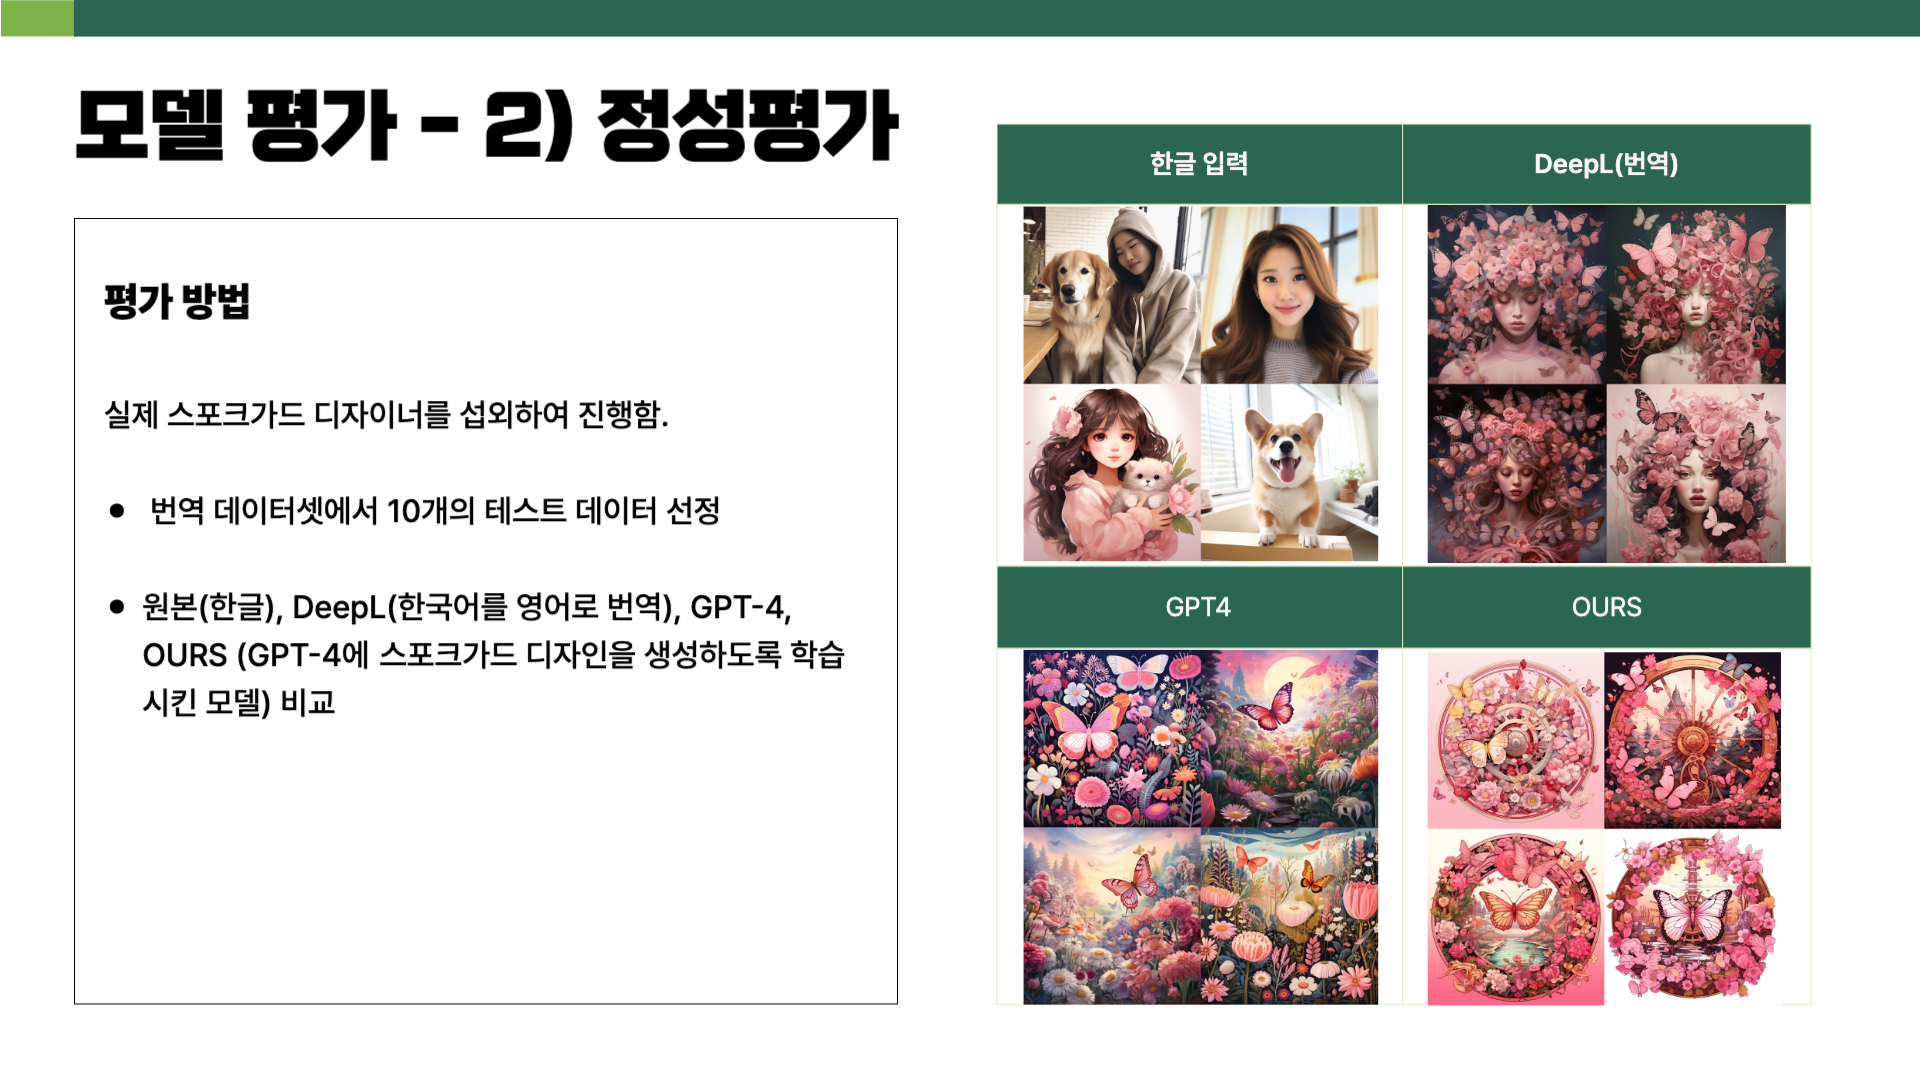 모델 평가 - 2) 정성평가
평가 방법
실제 스포크가드 디자이너를 섭외하여 진행함.
● 번역 데이터셋에서 10개의 테스트 데이터 선정
● 원본(한글), DeepL(한국어를 영어로 번역), GPT-4,
OURS (GPT-4에 스포크가드 디자인을 생성하도록 학습
시킨 모델) 비교
한글 입력
DeepL(번역)
GPT4
OURS